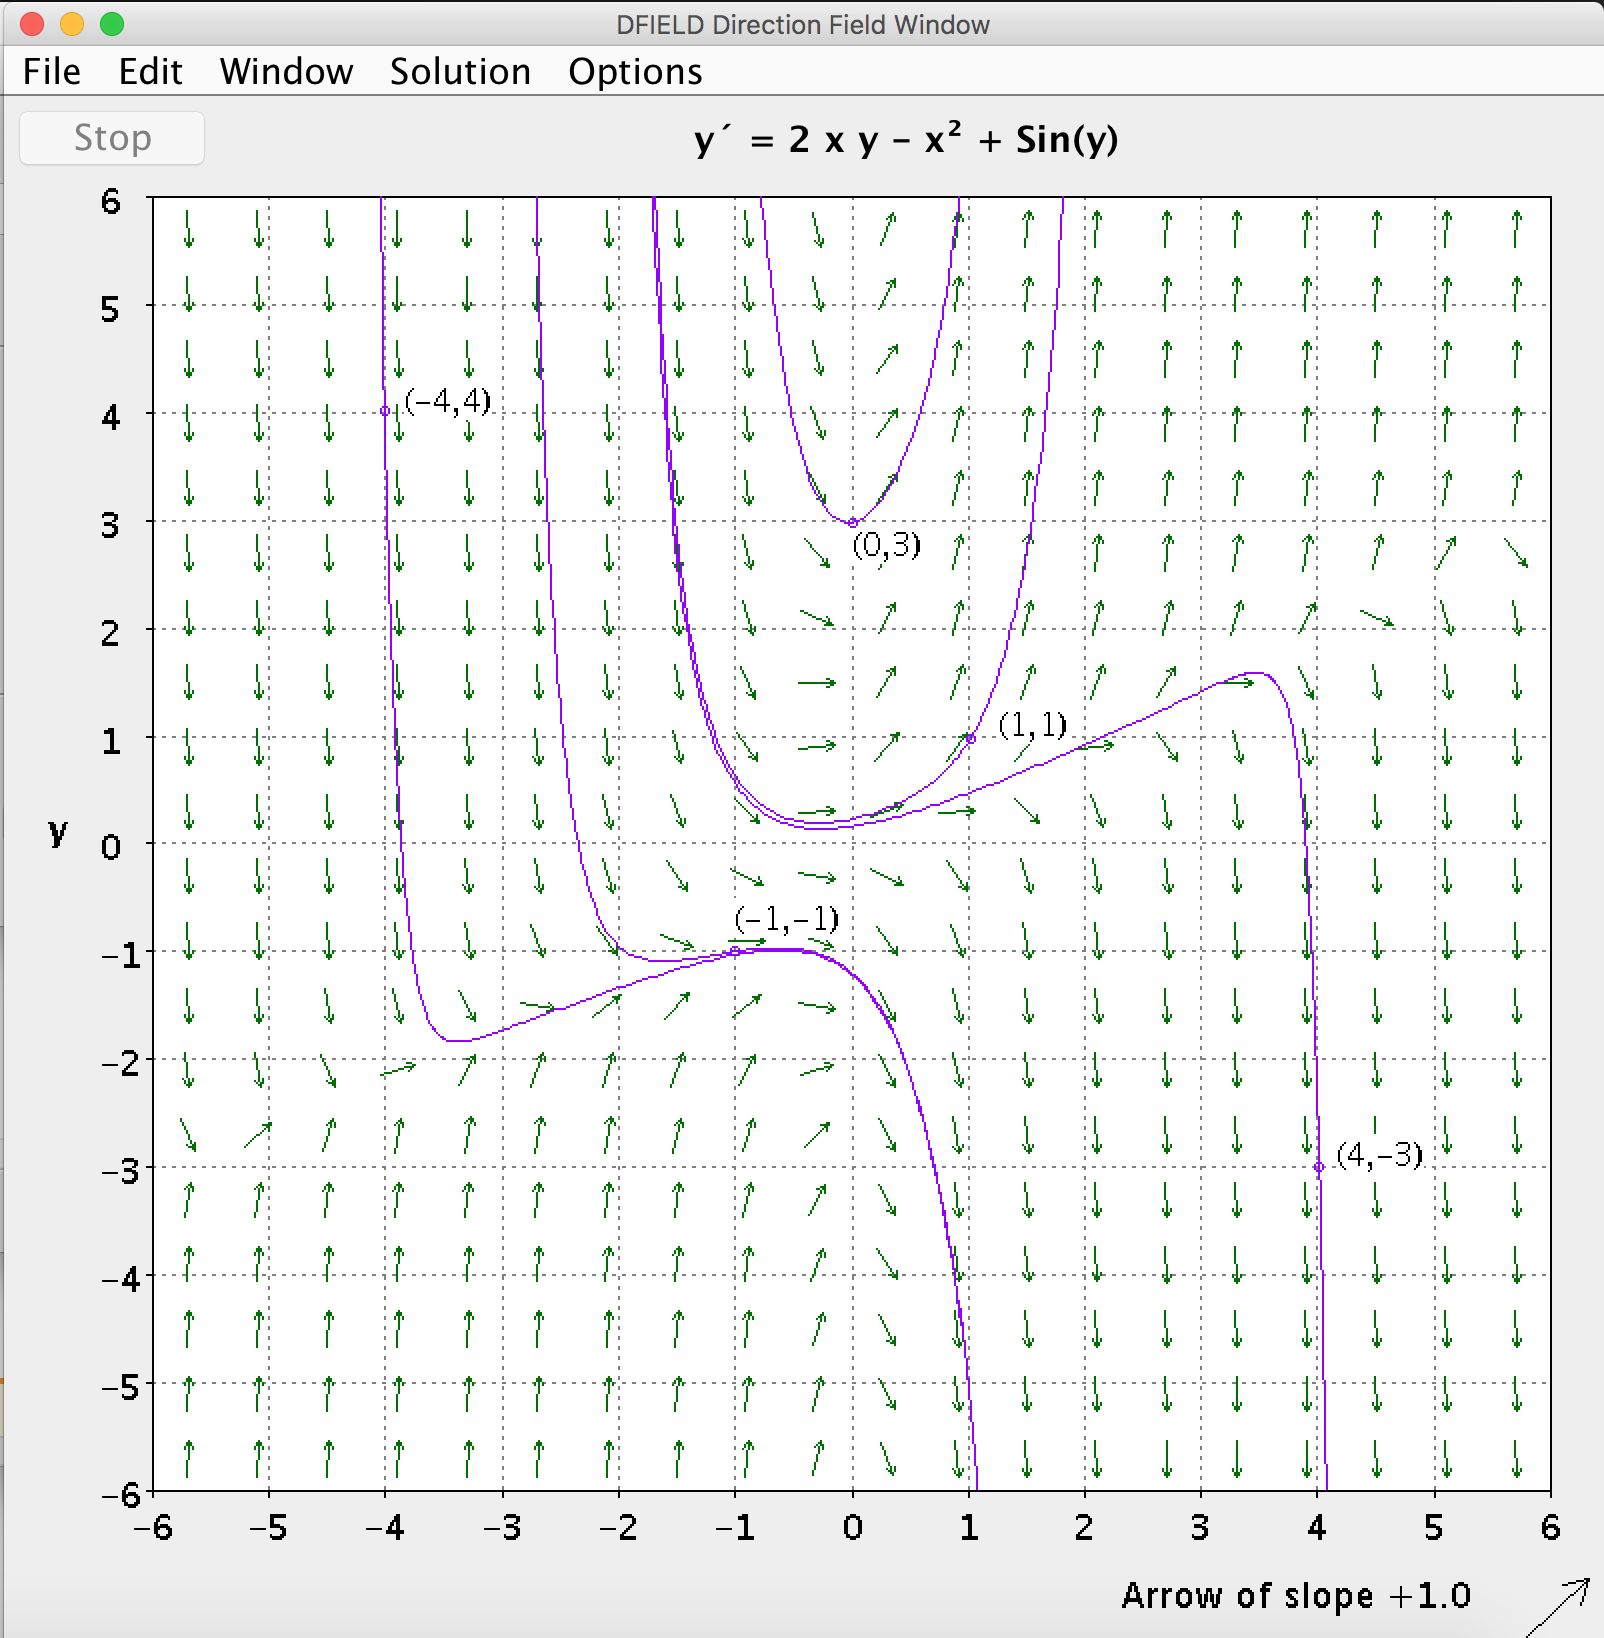 DFIELD Direction Field Window
File Edit Window Solution Options
Stop
y´ = 2 x y − x² + Sin(y)
6
5
(−4,4)
4
3
(0,3)
2
(1,1)
1
y
0
(−1,−1)
−1
−2
(4,−3)
−3
−4
−5
−6
−6 −5 −4 −3 −2 −1 0 1 2 3 4 5 6
Arrow of slope +1.0